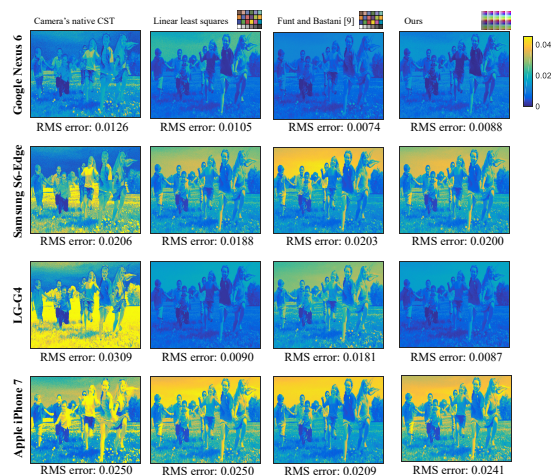 Camera's native CST
Linear least squares
Funt and Bastani [9]
Ours
Google Nexus 6
0.04
0.02
0
RMS error: 0.0126
RMS error: 0.0105
RMS error: 0.0074
RMS error: 0.0088
Samsung S6-Edge
RMS error: 0.0206
RMS error: 0.0188
RMS error: 0.0203
RMS error: 0.0200
LG-G4
RMS error: 0.0309
RMS error: 0.0090
RMS error: 0.0181
RMS error: 0.0087
Apple iPhone 7
RMS error: 0.0250
RMS error: 0.0250
RMS error: 0.0209
RMS error: 0.0241